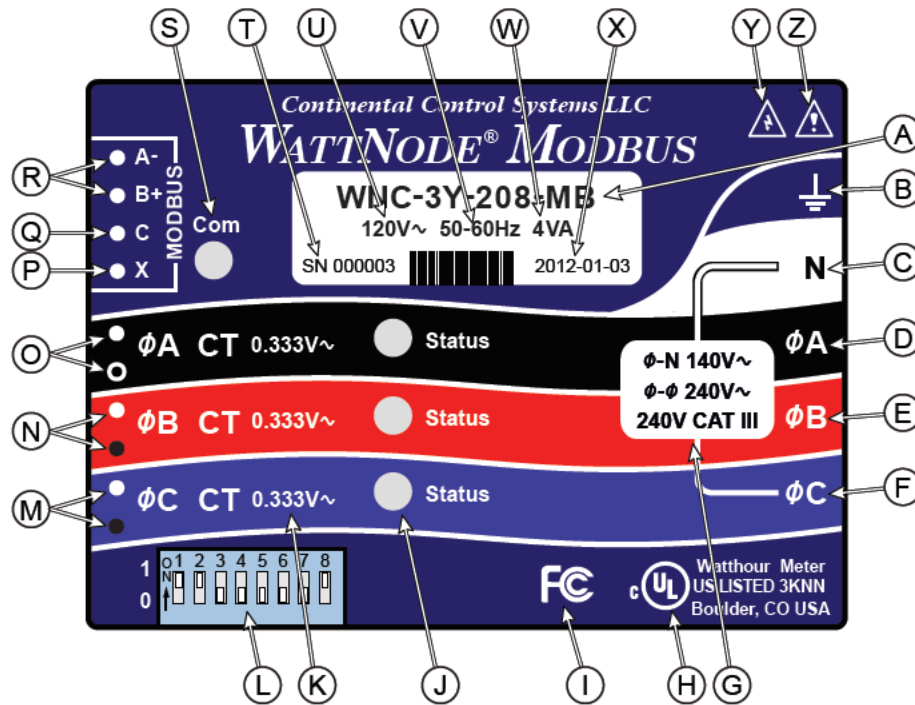 S T U V W X Y Z
Continental Control Systems LLC
WATTNODE® MODBUS
R A- B+ MODBUS
Q C
P X
Com
WNC-3Y-208-MB A
120V~ 50-60Hz 4VA
SN 000003 2012-01-03
B
N C
O ϕA CT 0.333V~ Status ϕA D
ϕ-N 140V~
ϕ-ϕ 240V~
240V CAT III
N ϕB CT 0.333V~ Status ϕB E
M ϕC CT 0.333V~ Status ϕC F
1 0
ON 1 2 3 4 5 6 7 8
FC
c UL
Watthour Meter
US LISTED 3KNN
Boulder, CO USA
L K J I H G